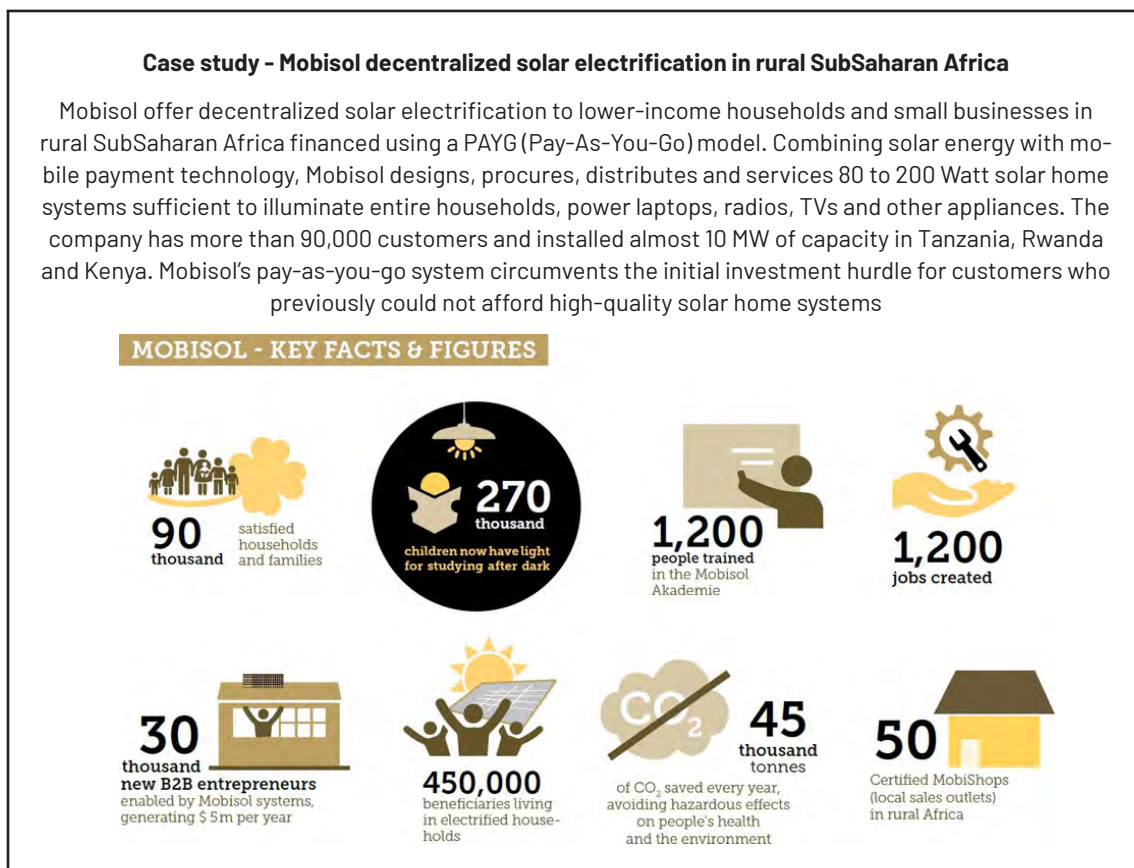 Case study - Mobisol decentralized solar electrification in rural SubSaharan Africa
Mobisol offer decentralized solar electrification to lower-income households and small businesses in
rural SubSaharan Africa financed using a PAYG (Pay-As-You-Go) model. Combining solar energy with mo-
bile payment technology, Mobisol designs, procures, distributes and services 80 to 200 Watt solar home
systems sufficient to illuminate entire households, power laptops, radios, TVs and other appliances. The
company has more than 90,000 customers and installed almost 10 MW of capacity in Tanzania, Rwanda
and Kenya. Mobisol's pay-as-you-go system circumvents the initial investment hurdle for customers who
previously could not afford high-quality solar home systems
MOBISOL - KEY FACTS & FIGURES
90
thousand
satisfied
households
and families
270
thousand
children now have light
for studying after dark
1,200
people trained
in the Mobisol
Akademie
1,200
jobs created
30
thousand
new B2B entrepreneurs
enabled by Mobisol systems,
generating $ 5m per year
450,000
beneficiaries living
in electrified house-
holds
CO2
45
thousand
tonnes
of CO2 saved every year,
avoiding hazardous effects
on people's health
and the environment
50
Certified MobiShops
(local sales outlets)
in rural Africa